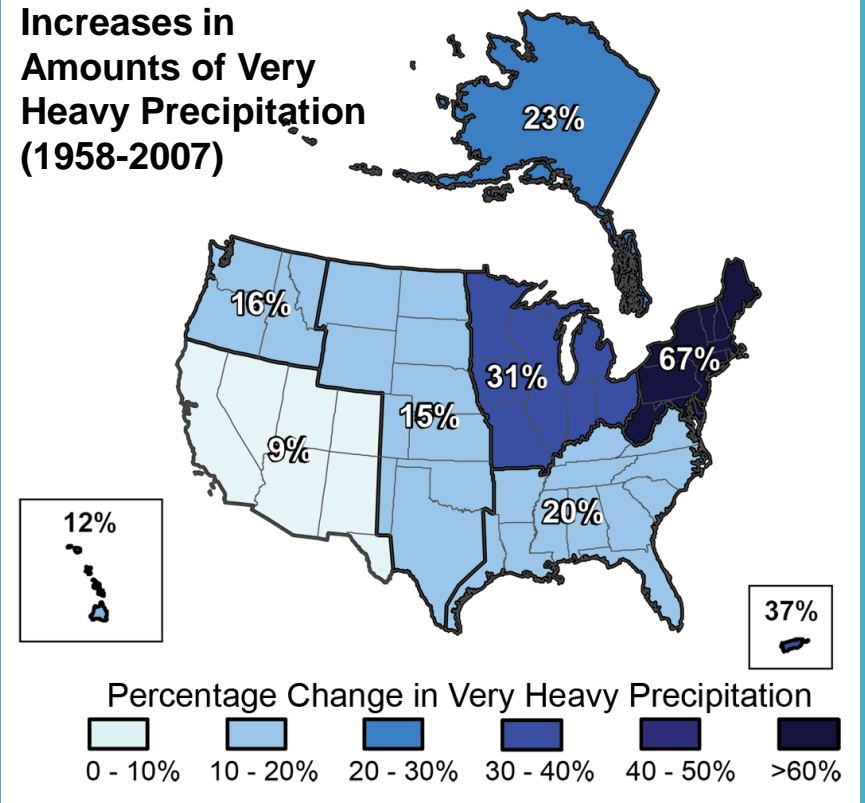 Increases in
Amounts of Very
Heavy Precipitation
(1958-2007)
23%
16%
67%
31%
15%
9%
20%
12%
37%
Percentage Change in Very Heavy Precipitation
0 - 10% 10 - 20% 20 - 30% 30 - 40% 40 - 50% >60%